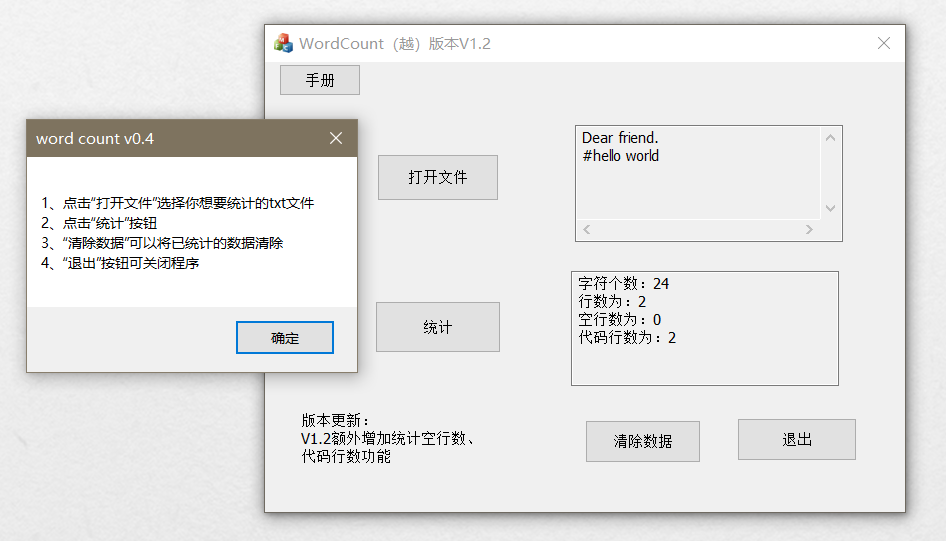 WordCount（越）版本V1.2
手册
word count v0.4
1、点击“打开文件”选择你想要统计的txt文件
2、点击“统计”按钮
3、“清除数据”可以将已统计的数据清除
4、“退出”按钮可关闭程序
确定
打开文件
Dear friend.
#hello world
统计
字符个数：24
行数为：2
空行数为：0
代码行数为：2
版本更新：
V1.2额外增加统计空行数、
代码行数功能
清除数据
退出